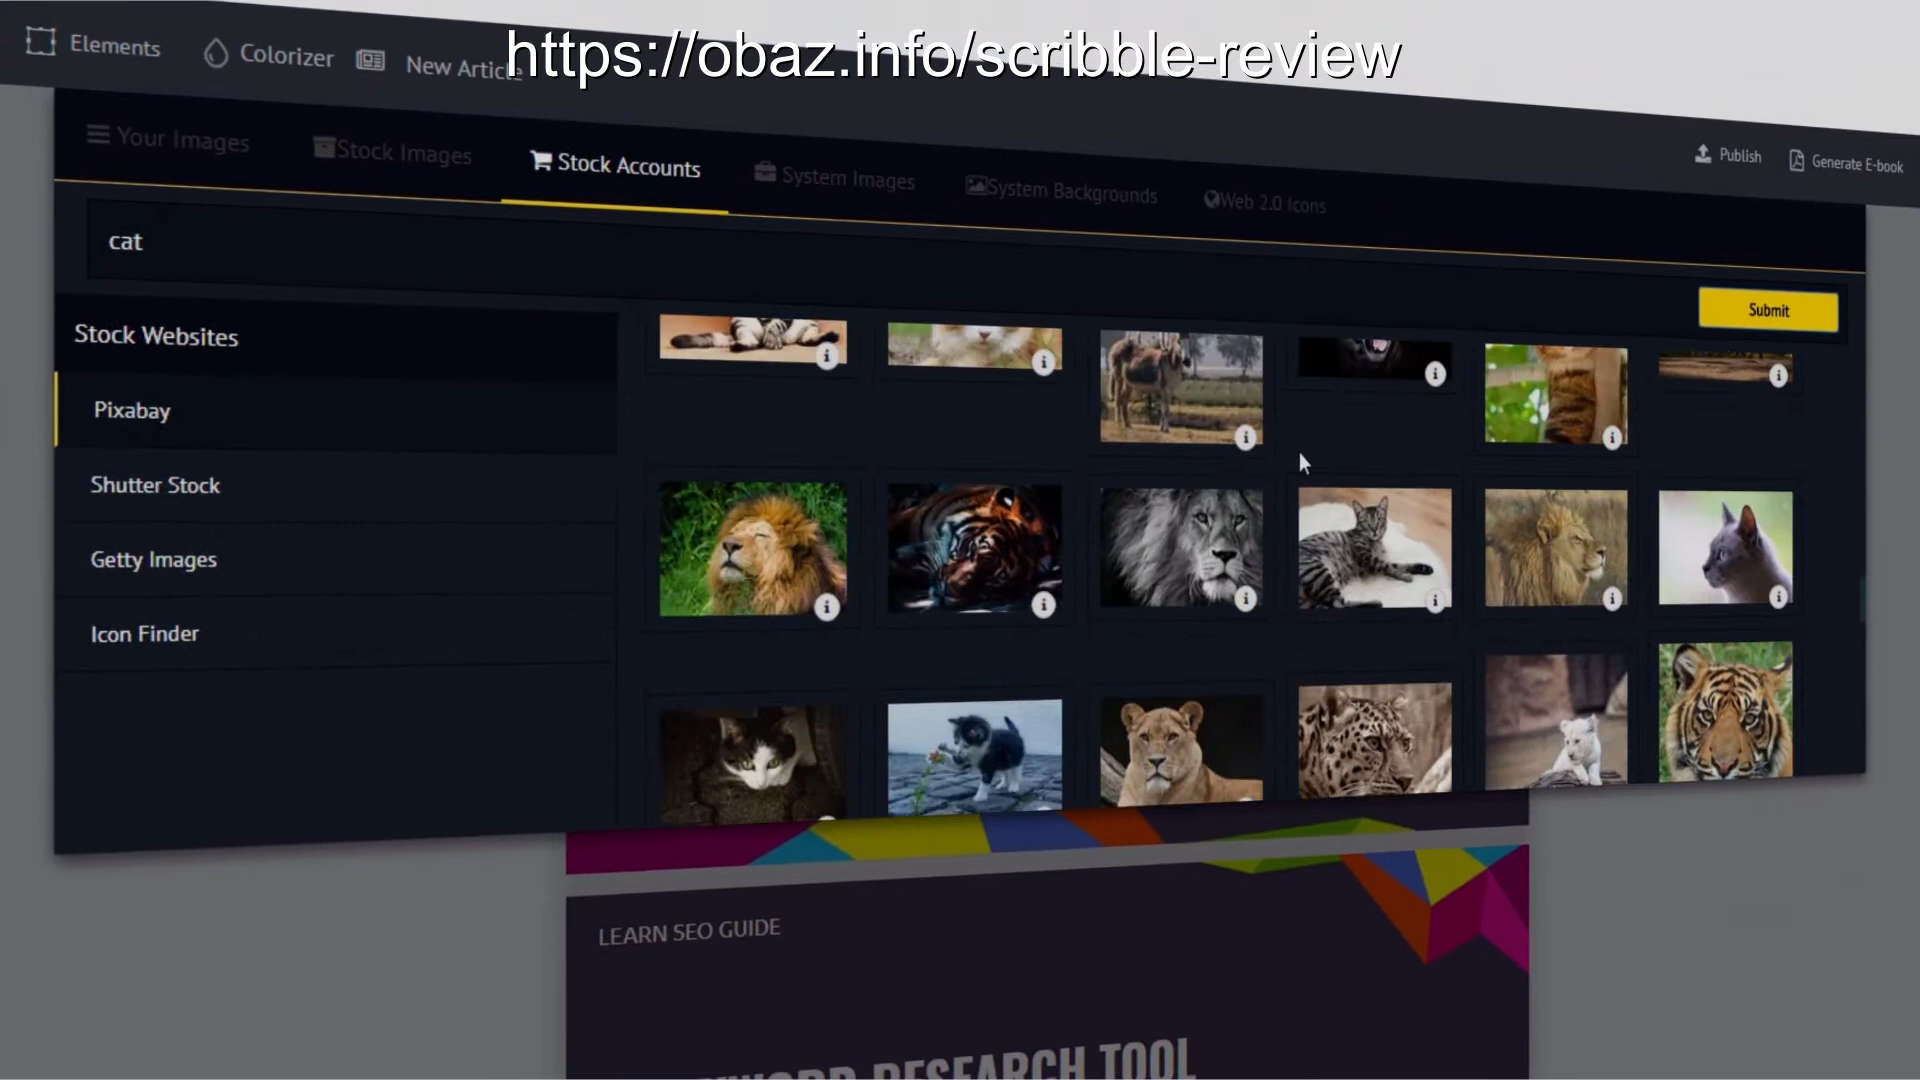 https://obaz.info/scribble-review
Elements
Colorizer
New Article
Publish
Generate E-book
Your Images
Stock Images
Stock Accounts
System Images
System Backgrounds
Web 2.0 Icons
cat
Submit
Stock Websites
Pixabay
Shutter Stock
Getty Images
Icon Finder
LEARN SEO GUIDE
RESEARCH TOOL